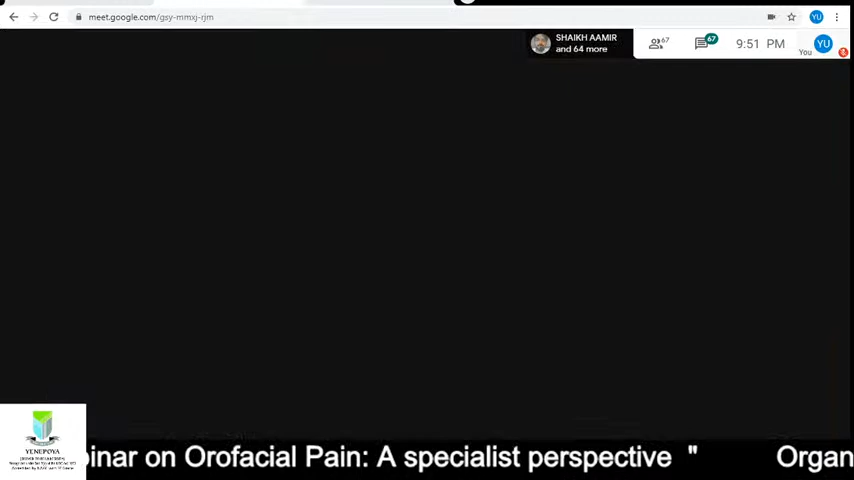 meet.google.com/gsy-mmxj-rjm
YU
SHAIKH AAMIR
and 64 more
67
67
9:51 PM
You
YU
YENEPOYA
binar on Orofacial Pain: A specialist perspective "
Organ